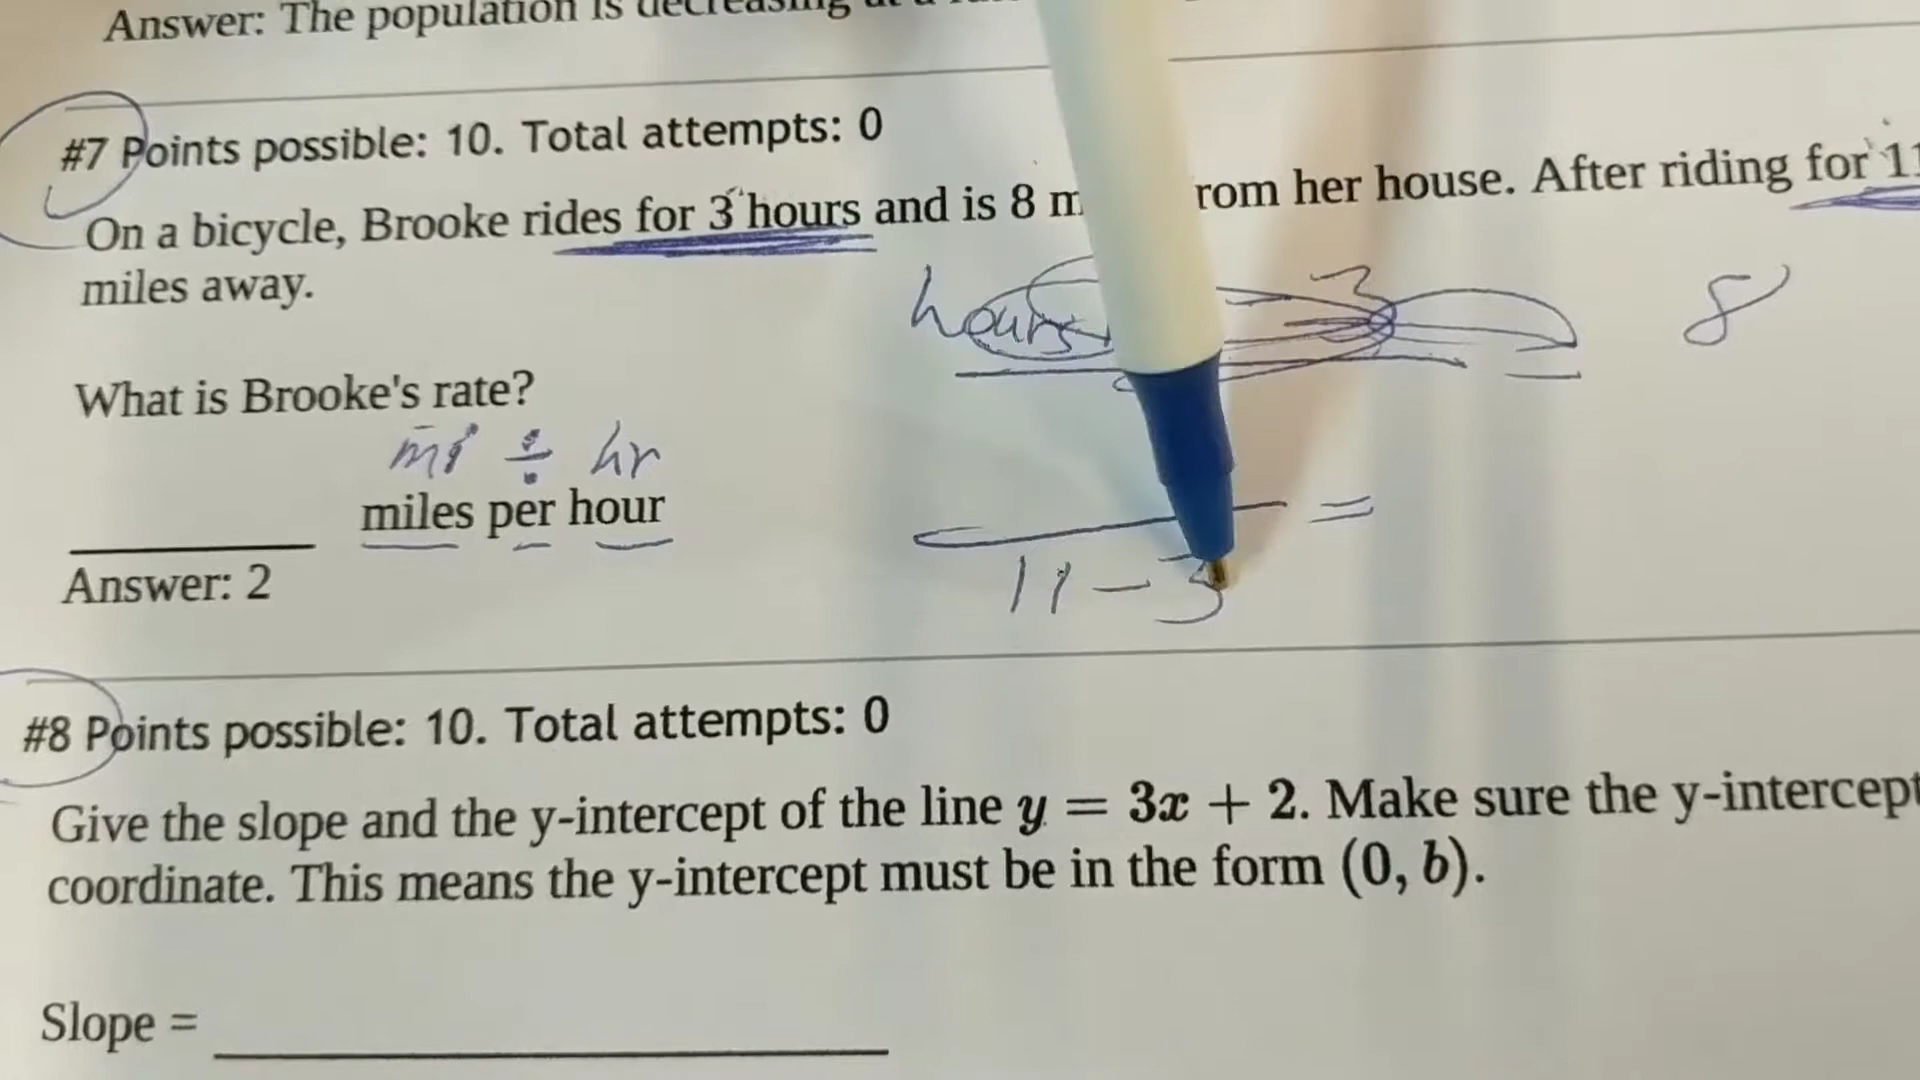 Answer: The population is decreasing at a
#7 Points possible: 10. Total attempts: 0
On a bicycle, Brooke rides for 3 hours and is 8 m rom her house. After riding for 11
miles away.
hours 3 8
What is Brooke's rate?
mi ÷ hr
miles per hour
=
Answer: 2
11 - 3
#8 Points possible: 10. Total attempts: 0
Give the slope and the y-intercept of the line y = 3x + 2. Make sure the y-intercept
coordinate. This means the y-intercept must be in the form (0, b).
Slope =